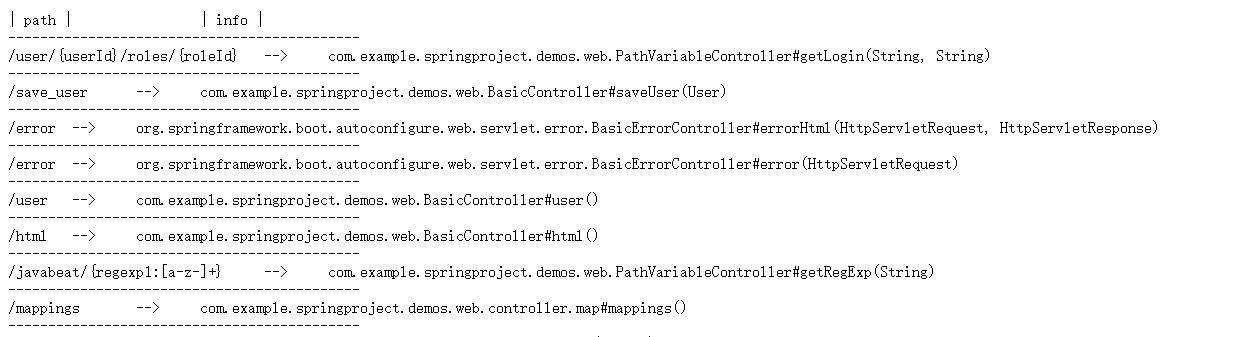 | path |                | info |
--------------------------------------------
/user/{userId}/roles/{roleId}   -->     com.example.springproject.demos.web.PathVariableController#getLogin(String, String)
--------------------------------------------
/save_user      -->     com.example.springproject.demos.web.BasicController#saveUser(User)
--------------------------------------------
/error  -->     org.springframework.boot.autoconfigure.web.servlet.error.BasicErrorController#errorHtml(HttpServletRequest, HttpServletResponse)
--------------------------------------------
/error  -->     org.springframework.boot.autoconfigure.web.servlet.error.BasicErrorController#error(HttpServletRequest)
--------------------------------------------
/user   -->     com.example.springproject.demos.web.BasicController#user()
--------------------------------------------
/html   -->     com.example.springproject.demos.web.BasicController#html()
--------------------------------------------
/javabeat/{regexp1:[a-z-]+}     -->     com.example.springproject.demos.web.PathVariableController#getRegExp(String)
--------------------------------------------
/mappings       -->     com.example.springproject.demos.web.controller.map#mappings()
--------------------------------------------